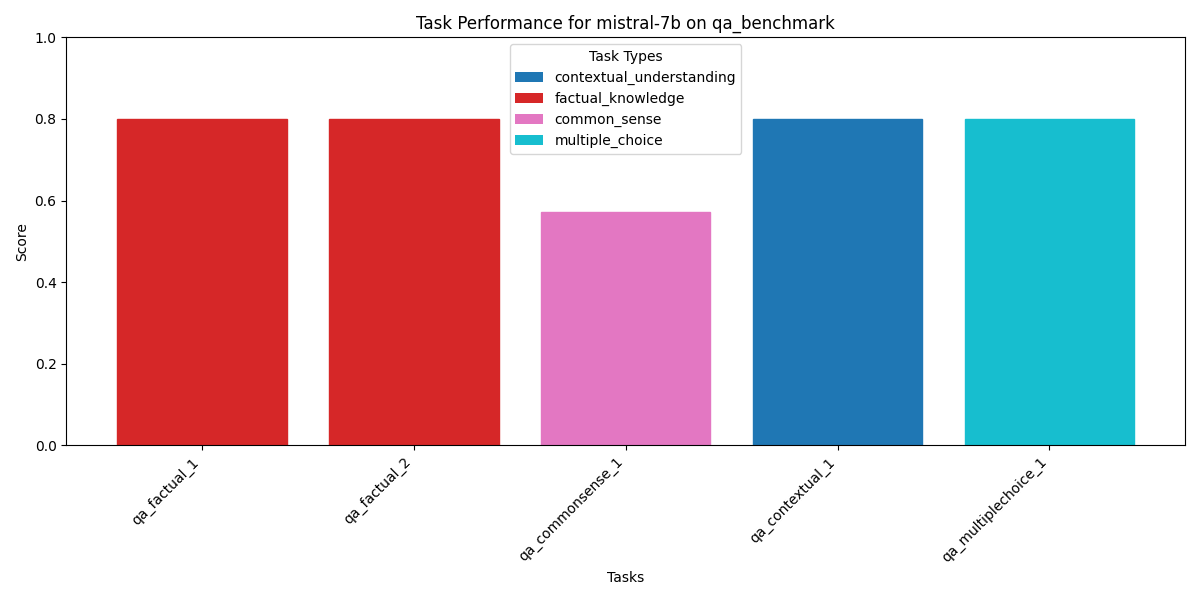 Task Performance for mistral-7b on qa_benchmark
Task Types
contextual_understanding
factual_knowledge
common_sense
multiple_choice
Score
1.0
0.8
0.6
0.4
0.2
0.0
qa_factual_1
qa_factual_2
qa_commonsense_1
qa_contextual_1
qa_multiplechoice_1
Tasks